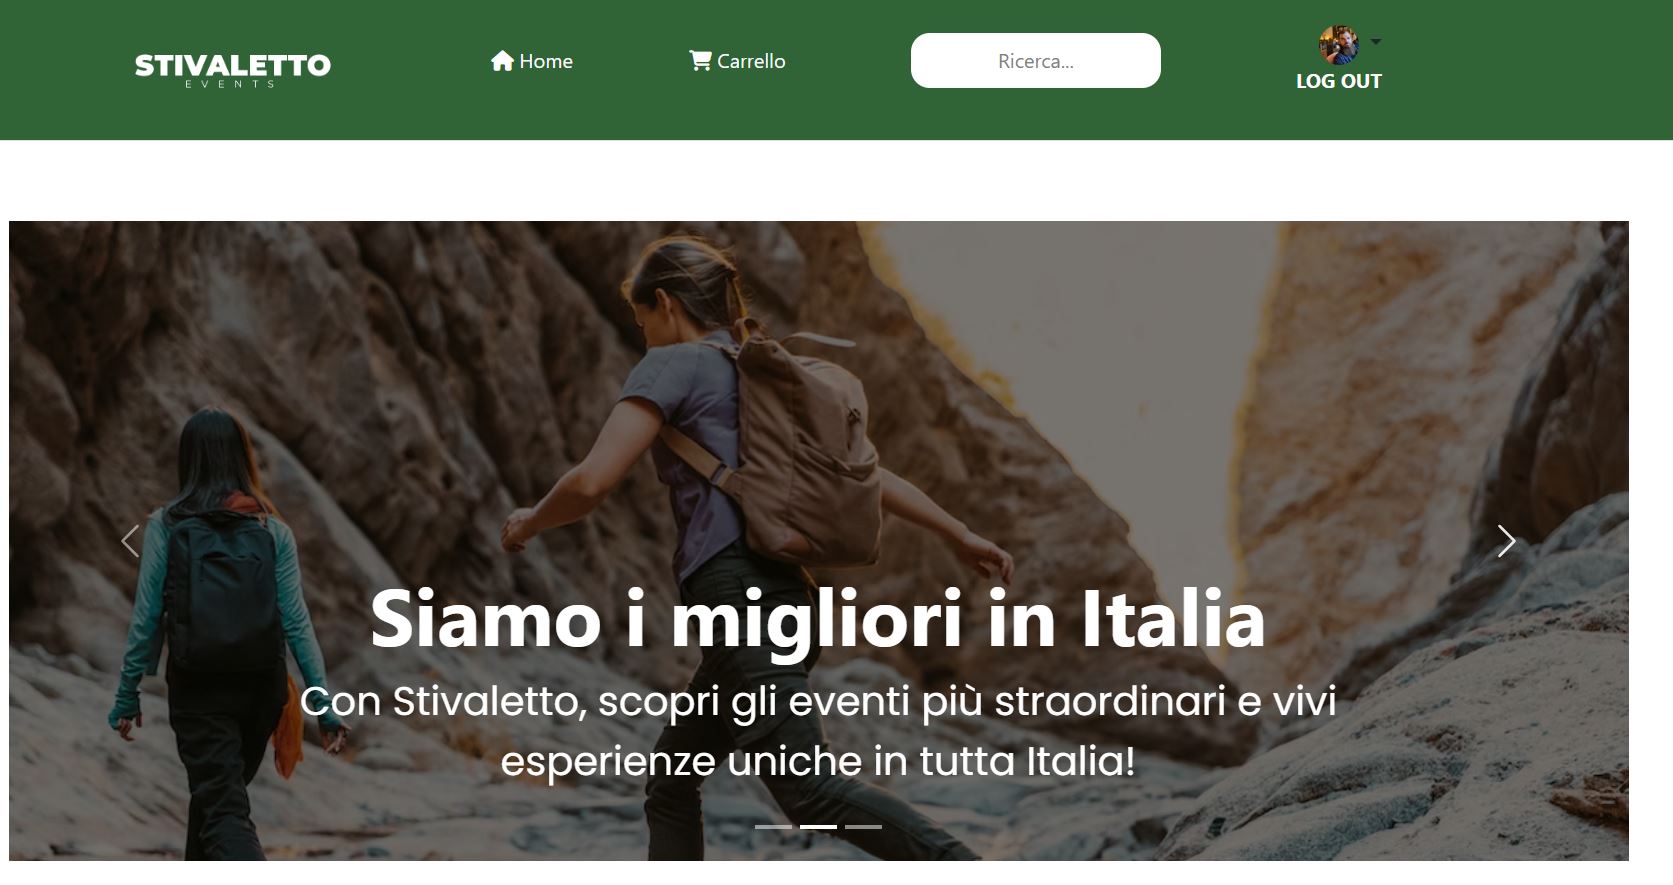 STIVALETTO
EVENTS
Home
Carrello
Ricerca...
LOG OUT
Siamo i migliori in Italia
Con Stivaletto, scopri gli eventi più straordinari e vivi
esperienze uniche in tutta Italia!